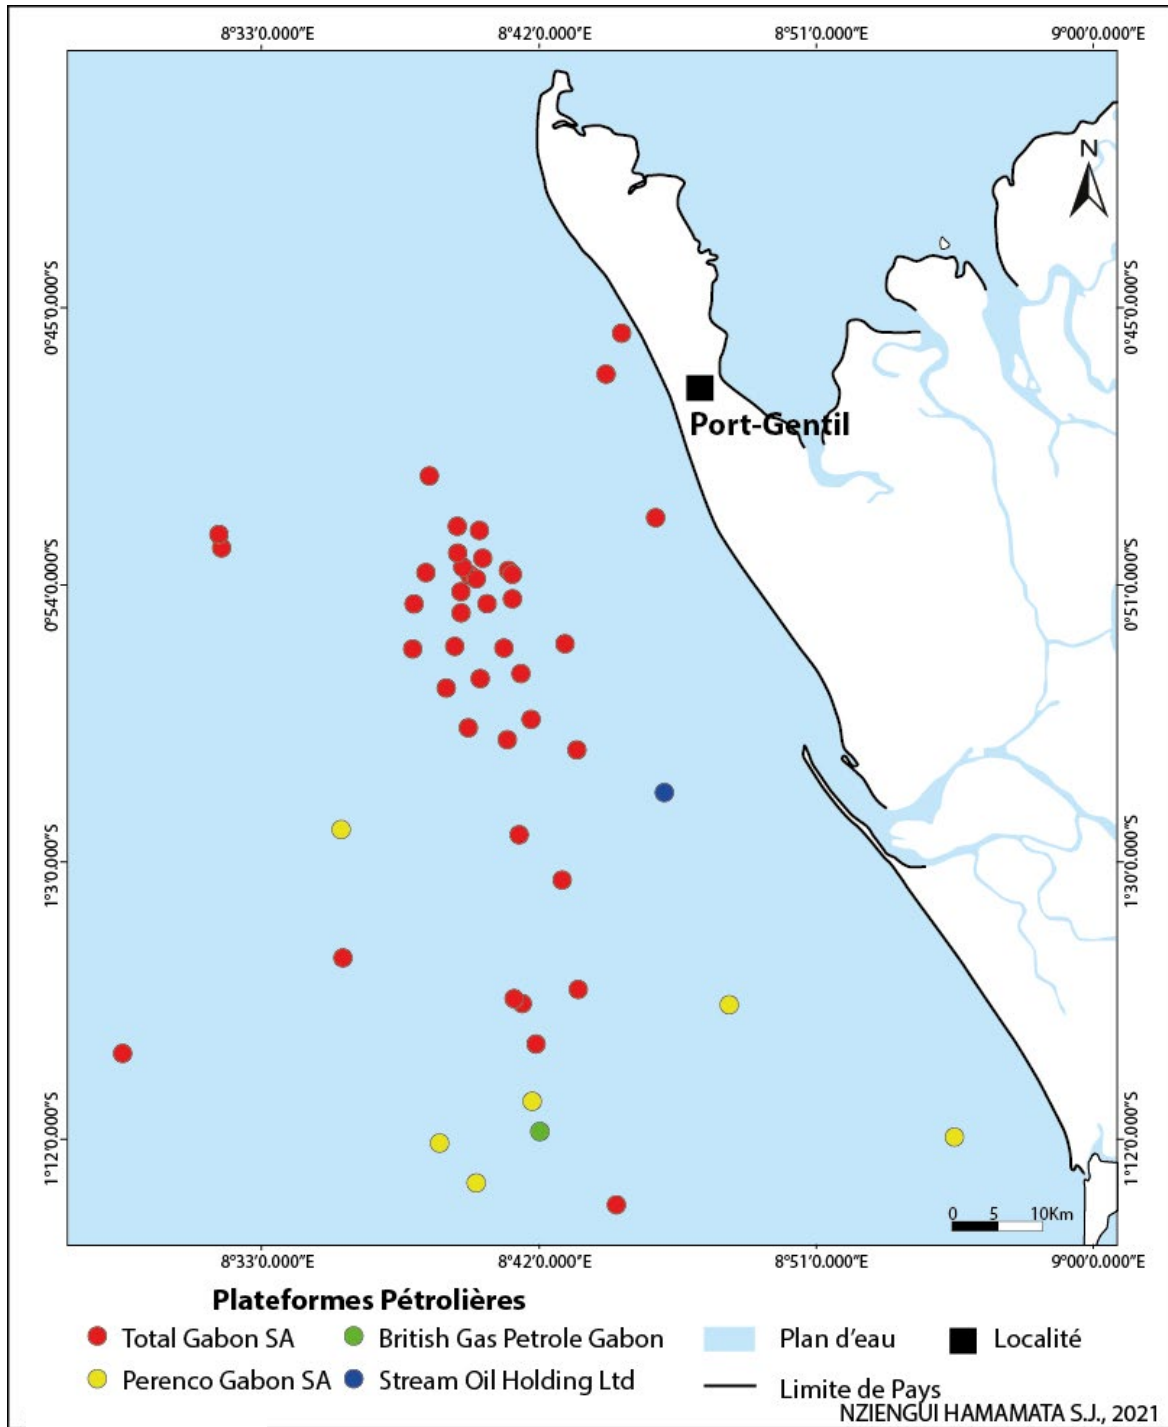 8°33'0.000"E 8°42'0.000"E 8°51'0.000"E 9°00'0.000"E
N
0°45'0.000"S 0°45'0.000"S
Port-Gentil
0°54'0.000"S 0°51'0.000"S
1°3'0.000"S 1°30'0.000"S
1°12'0.000"S 1°12'0.000"S
0 5 10Km
8°33'0.000"E 8°42'0.000"E 8°51'0.000"E 9°00'0.000"E
Plateformes Pétrolières
Total Gabon SA British Gas Petrole Gabon Plan d'eau Localité
Perenco Gabon SA Stream Oil Holding Ltd Limite de Pays
NZIENGUI HAMAMATA S.J., 2021